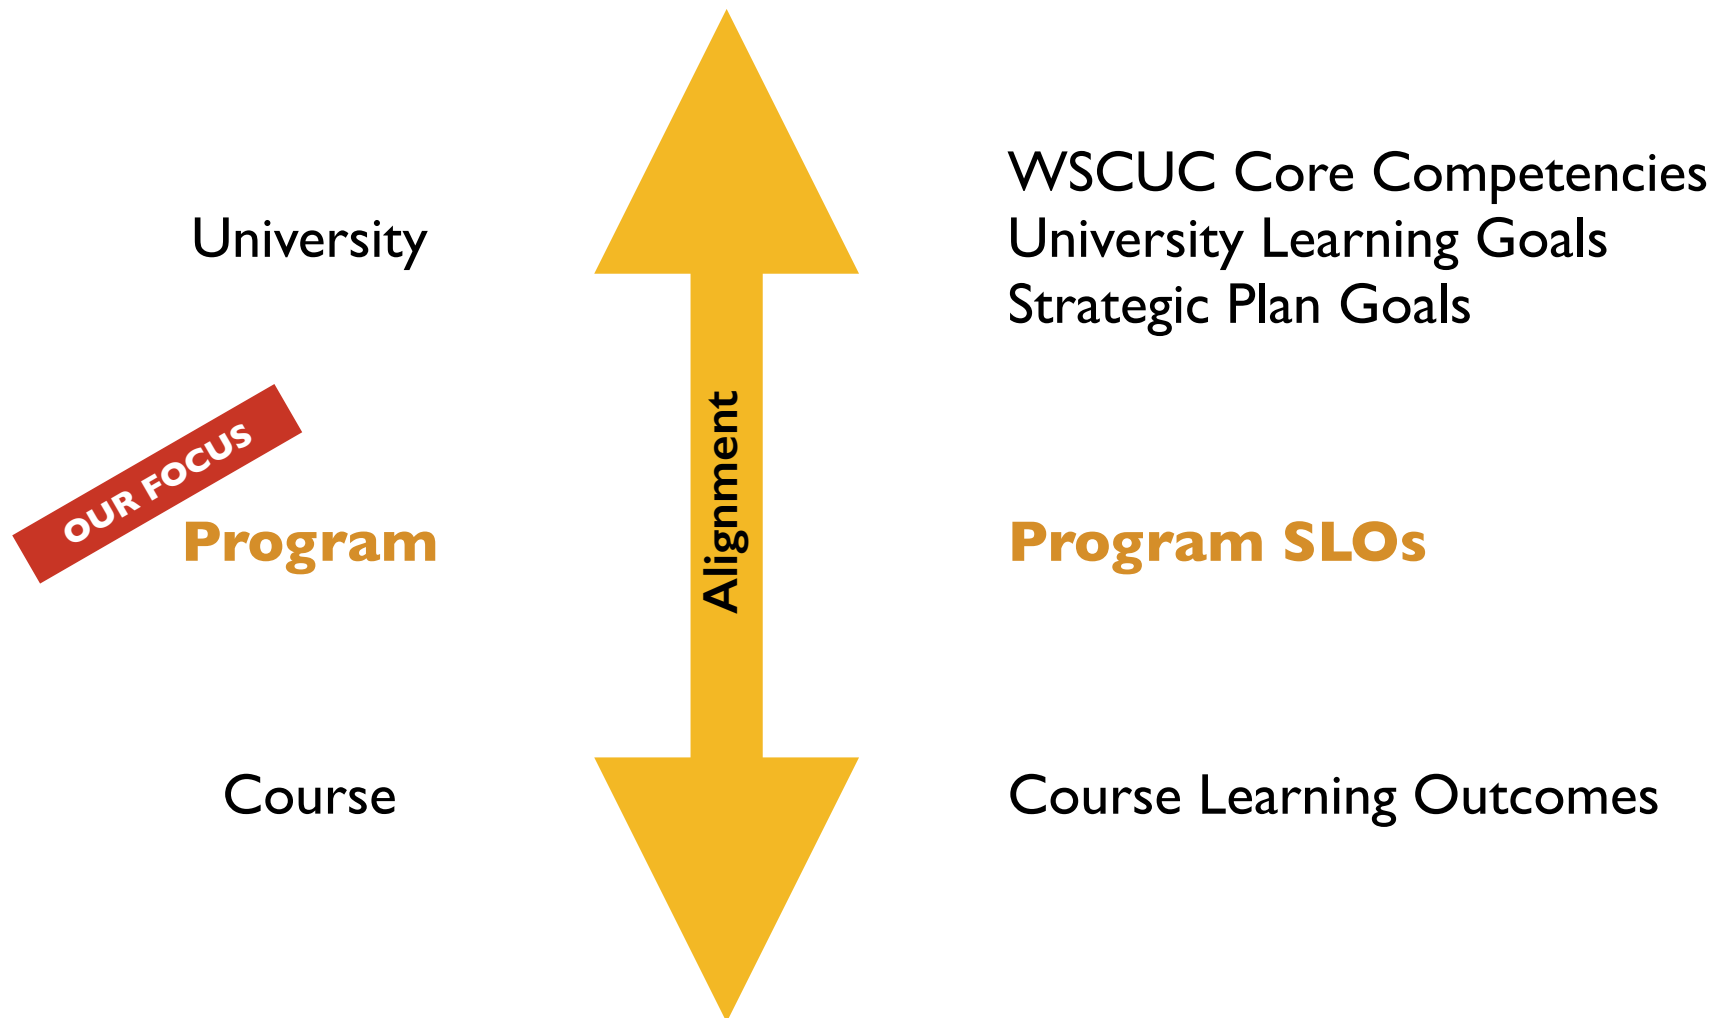 University
WSCUC Core Competencies
University Learning Goals
Strategic Plan Goals
OUR FOCUS
Program
Alignment
Program SLOs
Course
Course Learning Outcomes